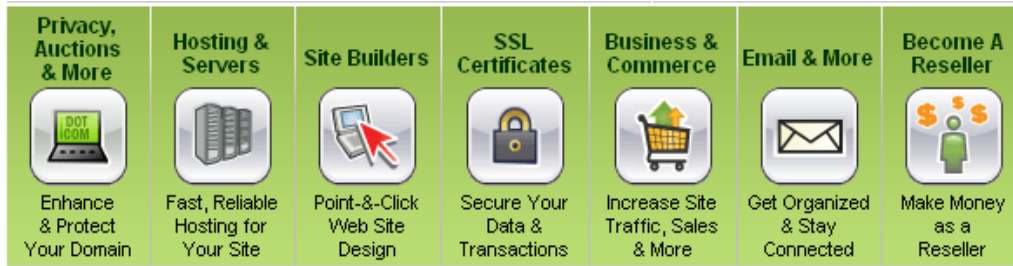 Privacy,
Auctions
& More
DOT
COM
Enhance
& Protect
Your Domain
Hosting &
Servers
Fast, Reliable
Hosting for
Your Site
Site Builders
Point-&-Click
Web Site
Design
SSL
Certificates
Secure Your
Data &
Transactions
Business &
Commerce
Increase Site
Traffic, Sales
& More
Email & More
Get Organized
& Stay
Connected
Become A
Reseller
$ $ $
Make Money
as a
Reseller